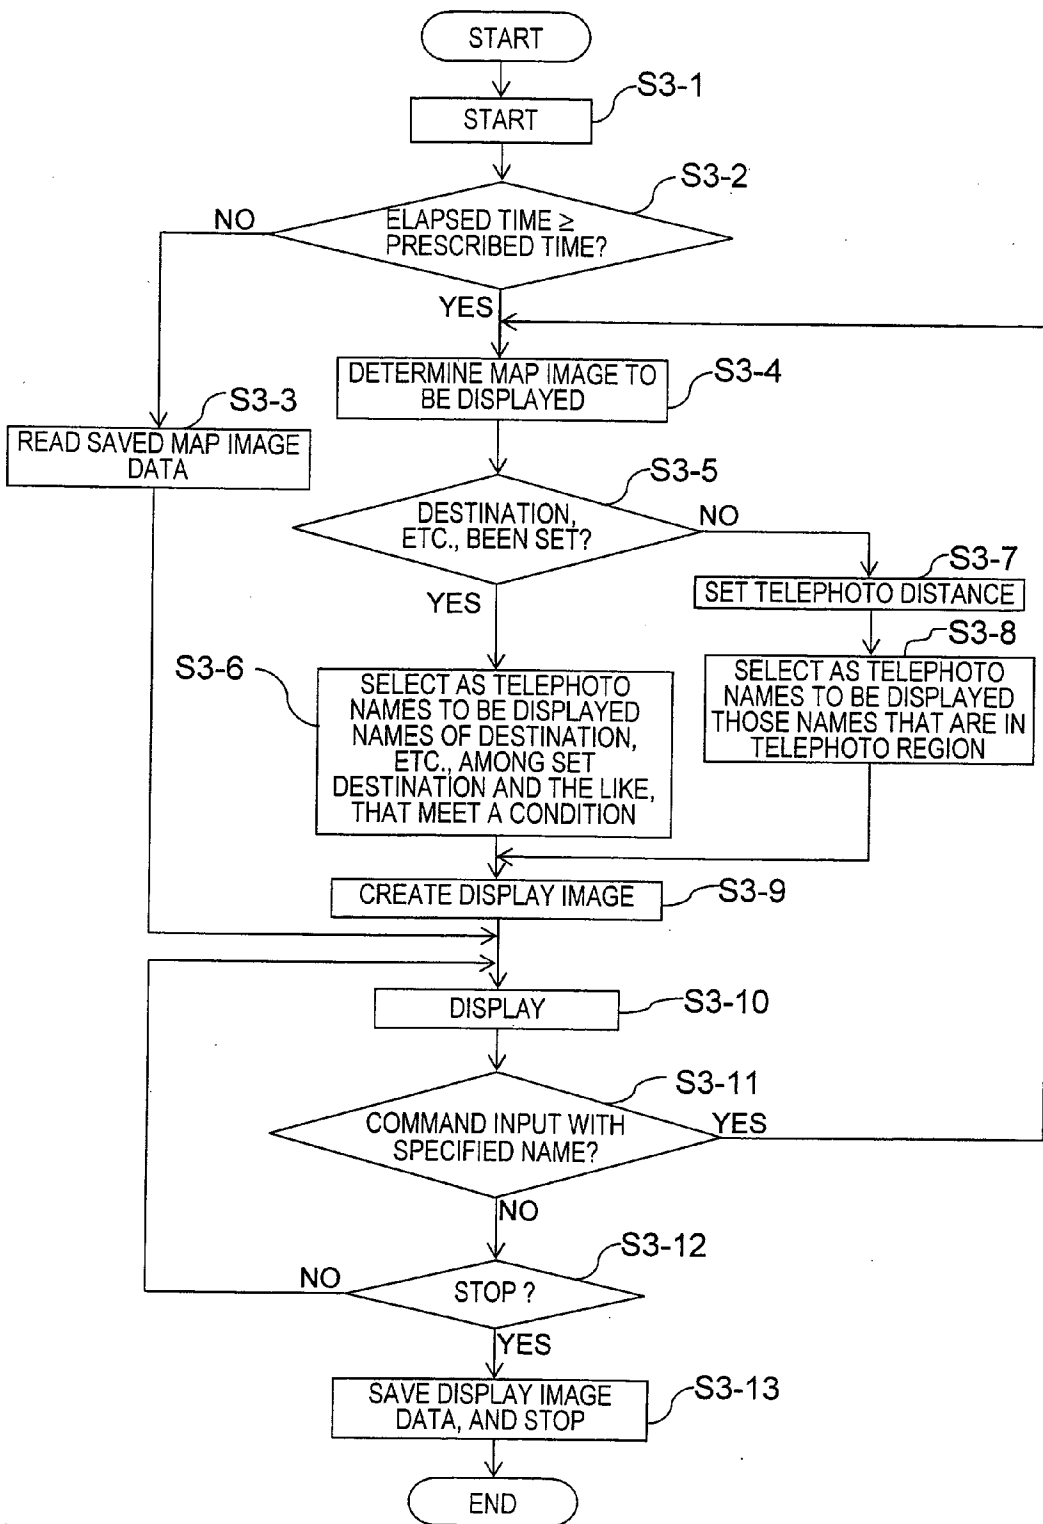 START
S3-1
START
S3-2
NO
ELAPSED TIME ≥
PRESCRIBED TIME?
YES
DETERMINE MAP IMAGE TO
BE DISPLAYED
S3-4
S3-3
READ SAVED MAP IMAGE
DATA
S3-5
DESTINATION,
ETC., BEEN SET?
NO
YES
S3-7
SET TELEPHOTO DISTANCE
S3-8
SELECT AS TELEPHOTO
NAMES TO BE DISPLAYED
THOSE NAMES THAT ARE IN
TELEPHOTO REGION
S3-6
SELECT AS TELEPHOTO
NAMES TO BE DISPLAYED
NAMES OF DESTINATION,
ETC., AMONG SET
DESTINATION AND THE LIKE,
THAT MEET A CONDITION
CREATE DISPLAY IMAGE
S3-9
DISPLAY
S3-10
S3-11
COMMAND INPUT WITH
SPECIFIED NAME?
YES
NO
S3-12
NO
STOP ?
YES
SAVE DISPLAY IMAGE
DATA, AND STOP
S3-13
END